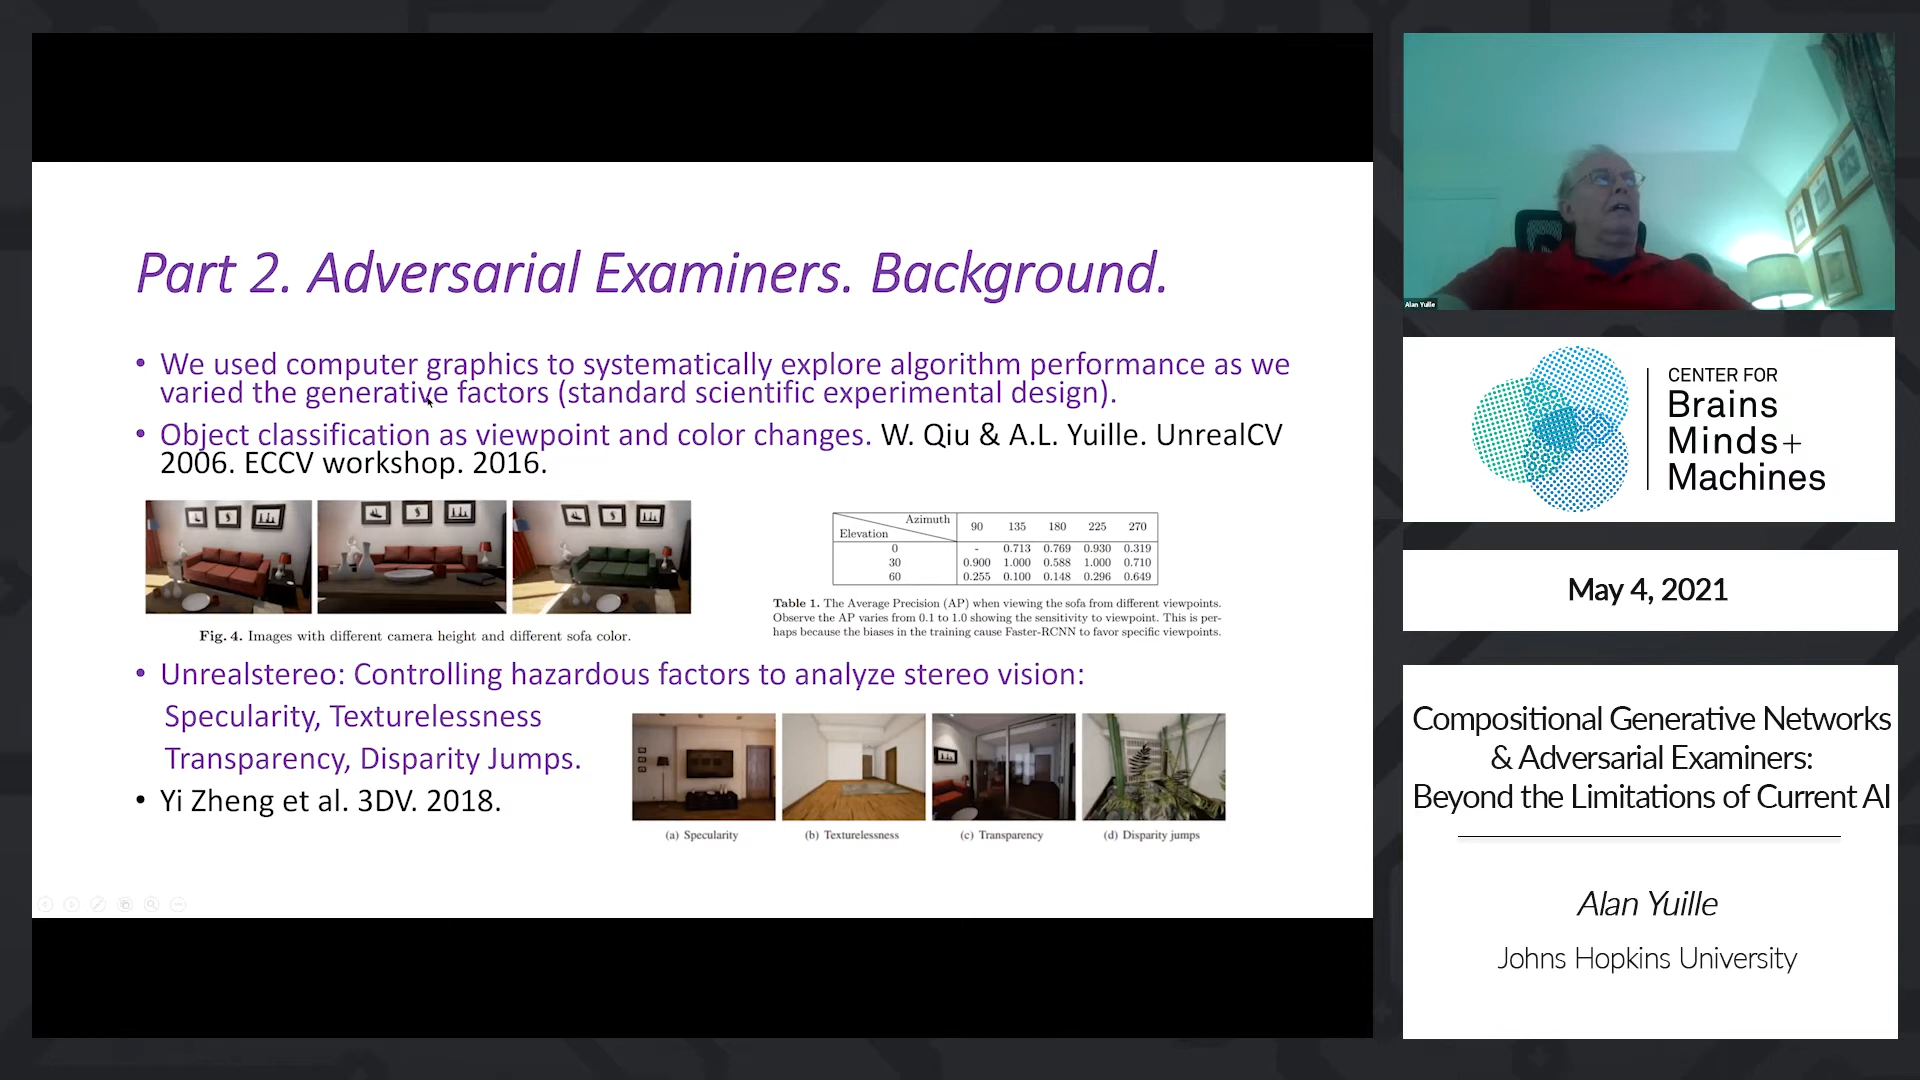 Part 2. Adversarial Examiners. Background.
• We used computer graphics to systematically explore algorithm performance as we
varied the generative factors (standard scientific experimental design).
• Object classification as viewpoint and color changes. W. Qiu & A.L. Yuille. UnrealCV
2006. ECCV workshop. 2016.
Fig. 4. Images with different camera height and different sofa color.
Azimuth
Elevation
90 135 180 225 270
0 - 0.713 0.769 0.930 0.319
30 0.900 1.000 0.588 1.000 0.710
60 0.255 0.100 0.148 0.296 0.649
Table 1. The Average Precision (AP) when viewing the sofa from different viewpoints.
Observe the AP varies from 0.1 to 1.0 showing the sensitivity to viewpoint. This is per-
haps because the biases in the training cause Faster-RCNN to favor specific viewpoints.
• Unrealstereo: Controlling hazardous factors to analyze stereo vision:
Specularity, Texturelessness
Transparency, Disparity Jumps.
• Yi Zheng et al. 3DV. 2018.
(a) Specularity (b) Texturelessness (c) Transparency (d) Disparity jumps
Alan Yuille
CENTER FOR
Brains
Minds+
Machines
May 4, 2021
Compositional Generative Networks
& Adversarial Examiners:
Beyond the Limitations of Current AI
Alan Yuille
Johns Hopkins University